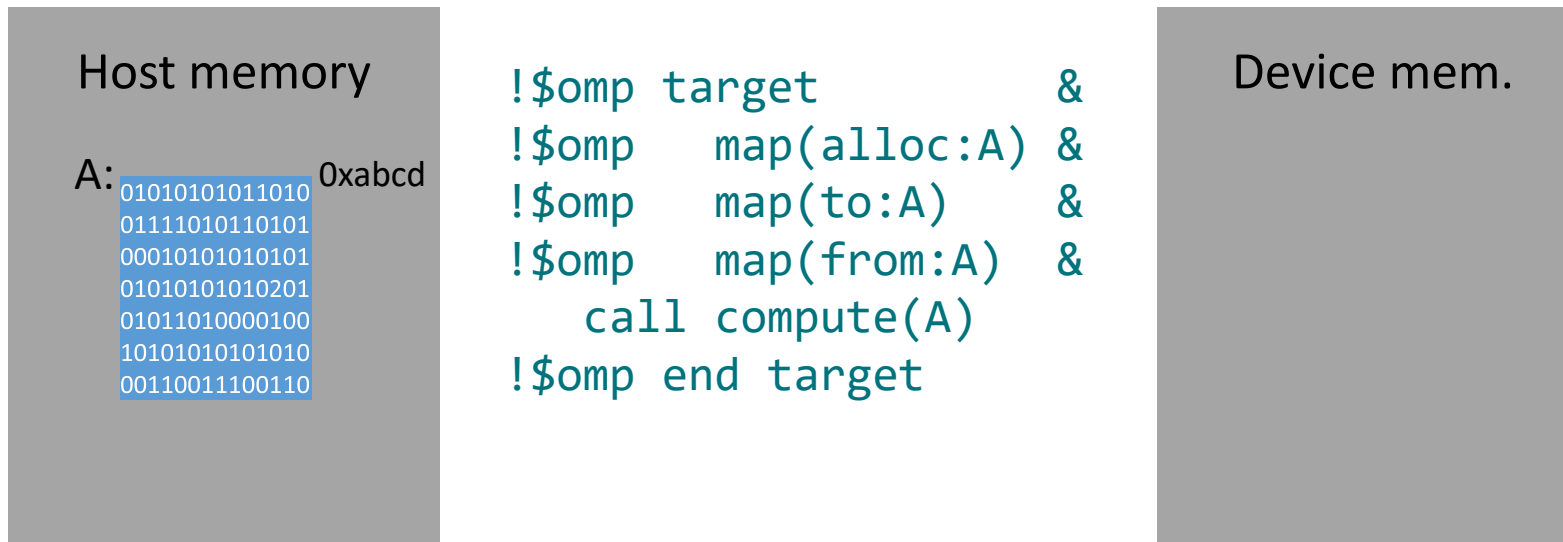 Host memory
A:
0xabcd
01010101011010
01111010110101
00010101010101
01010101010201
01011010000100
10101010101010
00110011100110
!$omp target &
!$omp map(alloc:A) &
!$omp map(to:A) &
!$omp map(from:A) &
call compute(A)
!$omp end target
Device mem.